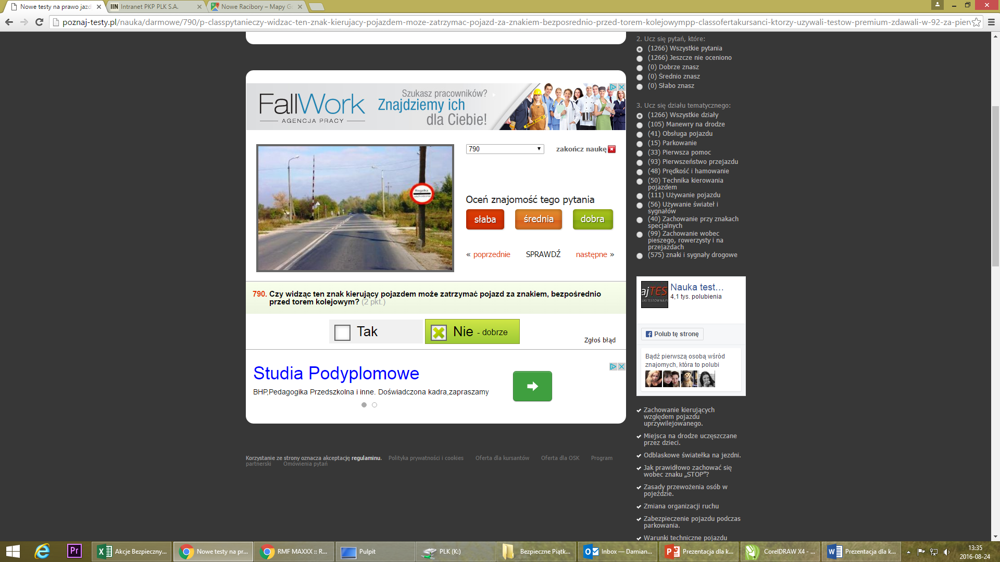 Nowe testy na prawo jazd
Intranet PKP PLK S.A.
Nowe Racibory – Mapy Go
poznaj-testy.pl/nauka/darmowe/790/p-classpytanieczy-widzac-ten-znak-kierujacy-pojazdem-moze-zatrzymac-pojazd-za-znakiem-bezposrednio-przed-torem-kolejowympp-classofertakursanci-ktorzy-uzywali-testow-premium-zdawali-w-92-za-pierw
FallWork
AGENCJA PRACY
Szukasz pracowników?
Znajdziemy ich
dla Ciebie!
Rogatka
uszkodzona
790
zakończ naukę
Oceń znajomość tego pytania
słaba
średnia
dobra
« poprzednie
SPRAWDŹ
następne »
790. Czy widząc ten znak kierujący pojazdem może zatrzymać pojazd za znakiem, bezpośrednio
przed torem kolejowym? (2 pkt.)
Tak
Nie - dobrze
Zgłoś błąd
Studia Podyplomowe
BHP,Pedagogika Przedszkolna i inne. Doświadczona kadra,zapraszamy
Korzystanie ze strony oznacza akceptację regulaminu. Polityka prywatności i cookies Oferta dla kursantów Oferta dla OSK Program
partnerski Omówienia pytań
2. Ucz się pytań, które:
(1266) Wszystkie pytania
(1266) Jeszcze nie oceniono
(0) Dobrze znasz
(0) Średnio znasz
(0) Słabo znasz
3. Ucz się działu tematycznego:
(1266) Wszystkie działy
(105) Manewry na drodze
(41) Obsługa pojazdu
(15) Parkowanie
(33) Pierwsza pomoc
(93) Pierwszeństwo przejazdu
(48) Prędkość i hamowanie
(50) Technika kierowania
pojazdem
(111) Używanie pojazdu
(56) Używanie świateł i
sygnałów
(40) Zachowanie przy znakach
specjalnych
(99) Zachowanie wobec
pieszego, rowerzysty i na
przejazdach
(575) znaki i sygnały drogowe
ajTES
UKI TESTÓW NA P
Nauka test…
4,1 tys. polubienia
Polub tę stronę
Bądź pierwszą osobą wśród
znajomych, która to polubi
Zachowanie kierujących
względem pojazdu
uprzywilejowanego.
Miejsca na drodze uczęszczane
przez dzieci.
Odblaskowe światełka na jezdni.
Jak prawidłowo zachować się
wobec znaku „STOP”?
Zasady przewożenia osób w
pojeździe.
Zmiana organizacji ruchu
Zabezpieczenie pojazdu podczas
parkowania.
Warunki techniczne pojazdu
Pr
Akcje Bezpieczny...
Nowe testy na pr...
RMF MAXXX :: R...
Pulpit
PLK (K:)
Bezpieczne Piątk...
Inbox — Damian...
Prezentacja dla k...
CorelDRAW X4 - ...
Prezentacja dla k...
13:35
2016-08-24